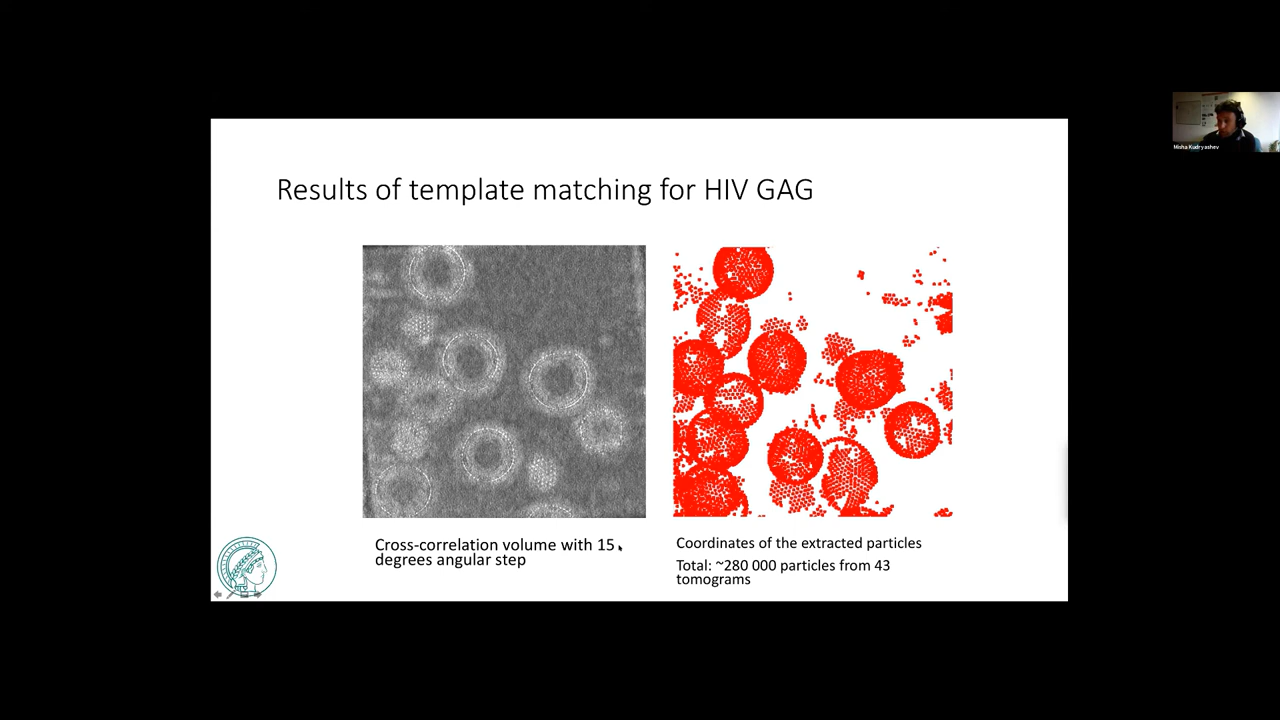 Misha Kudryashev
Results of template matching for HIV GAG
Cross-correlation volume with 15
degrees angular step
Coordinates of the extracted particles
Total: ~280 000 particles from 43
tomograms